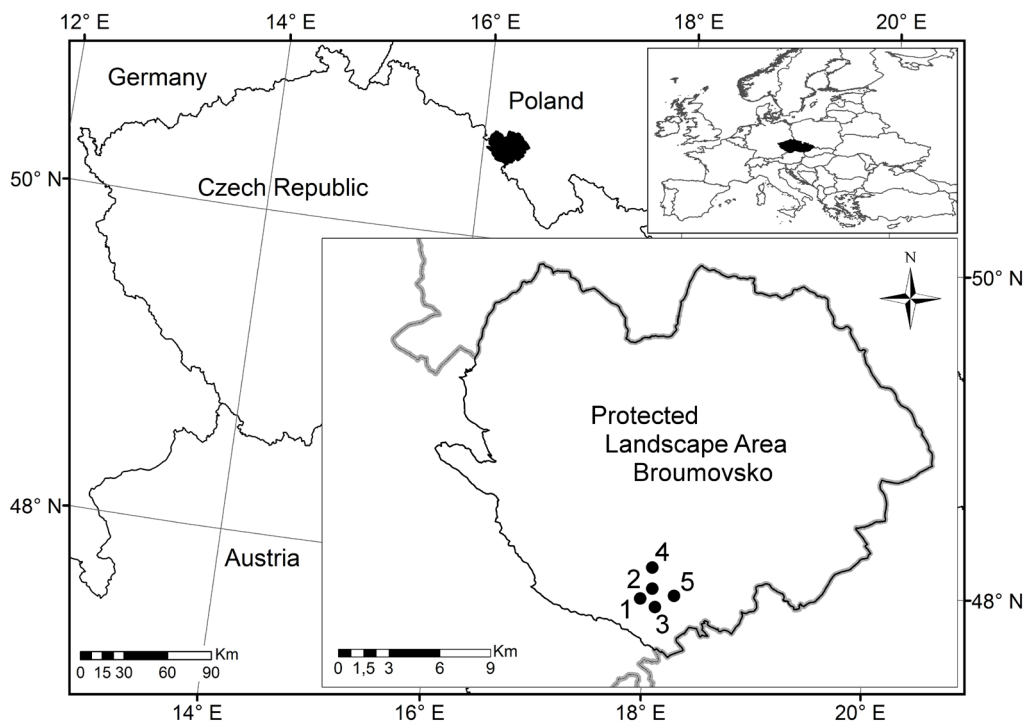 12° E 14° E 16° E 18° E 20° E
Germany
Poland
50° N
Czech Republic
N
50° N
Protected
Landscape Area
Broumovsko
48° N
Austria
4
2 5
1 3
48° N
Km
0 15 30 60 90
Km
0 1,5 3 6 9
14° E 16° E 18° E 20° E